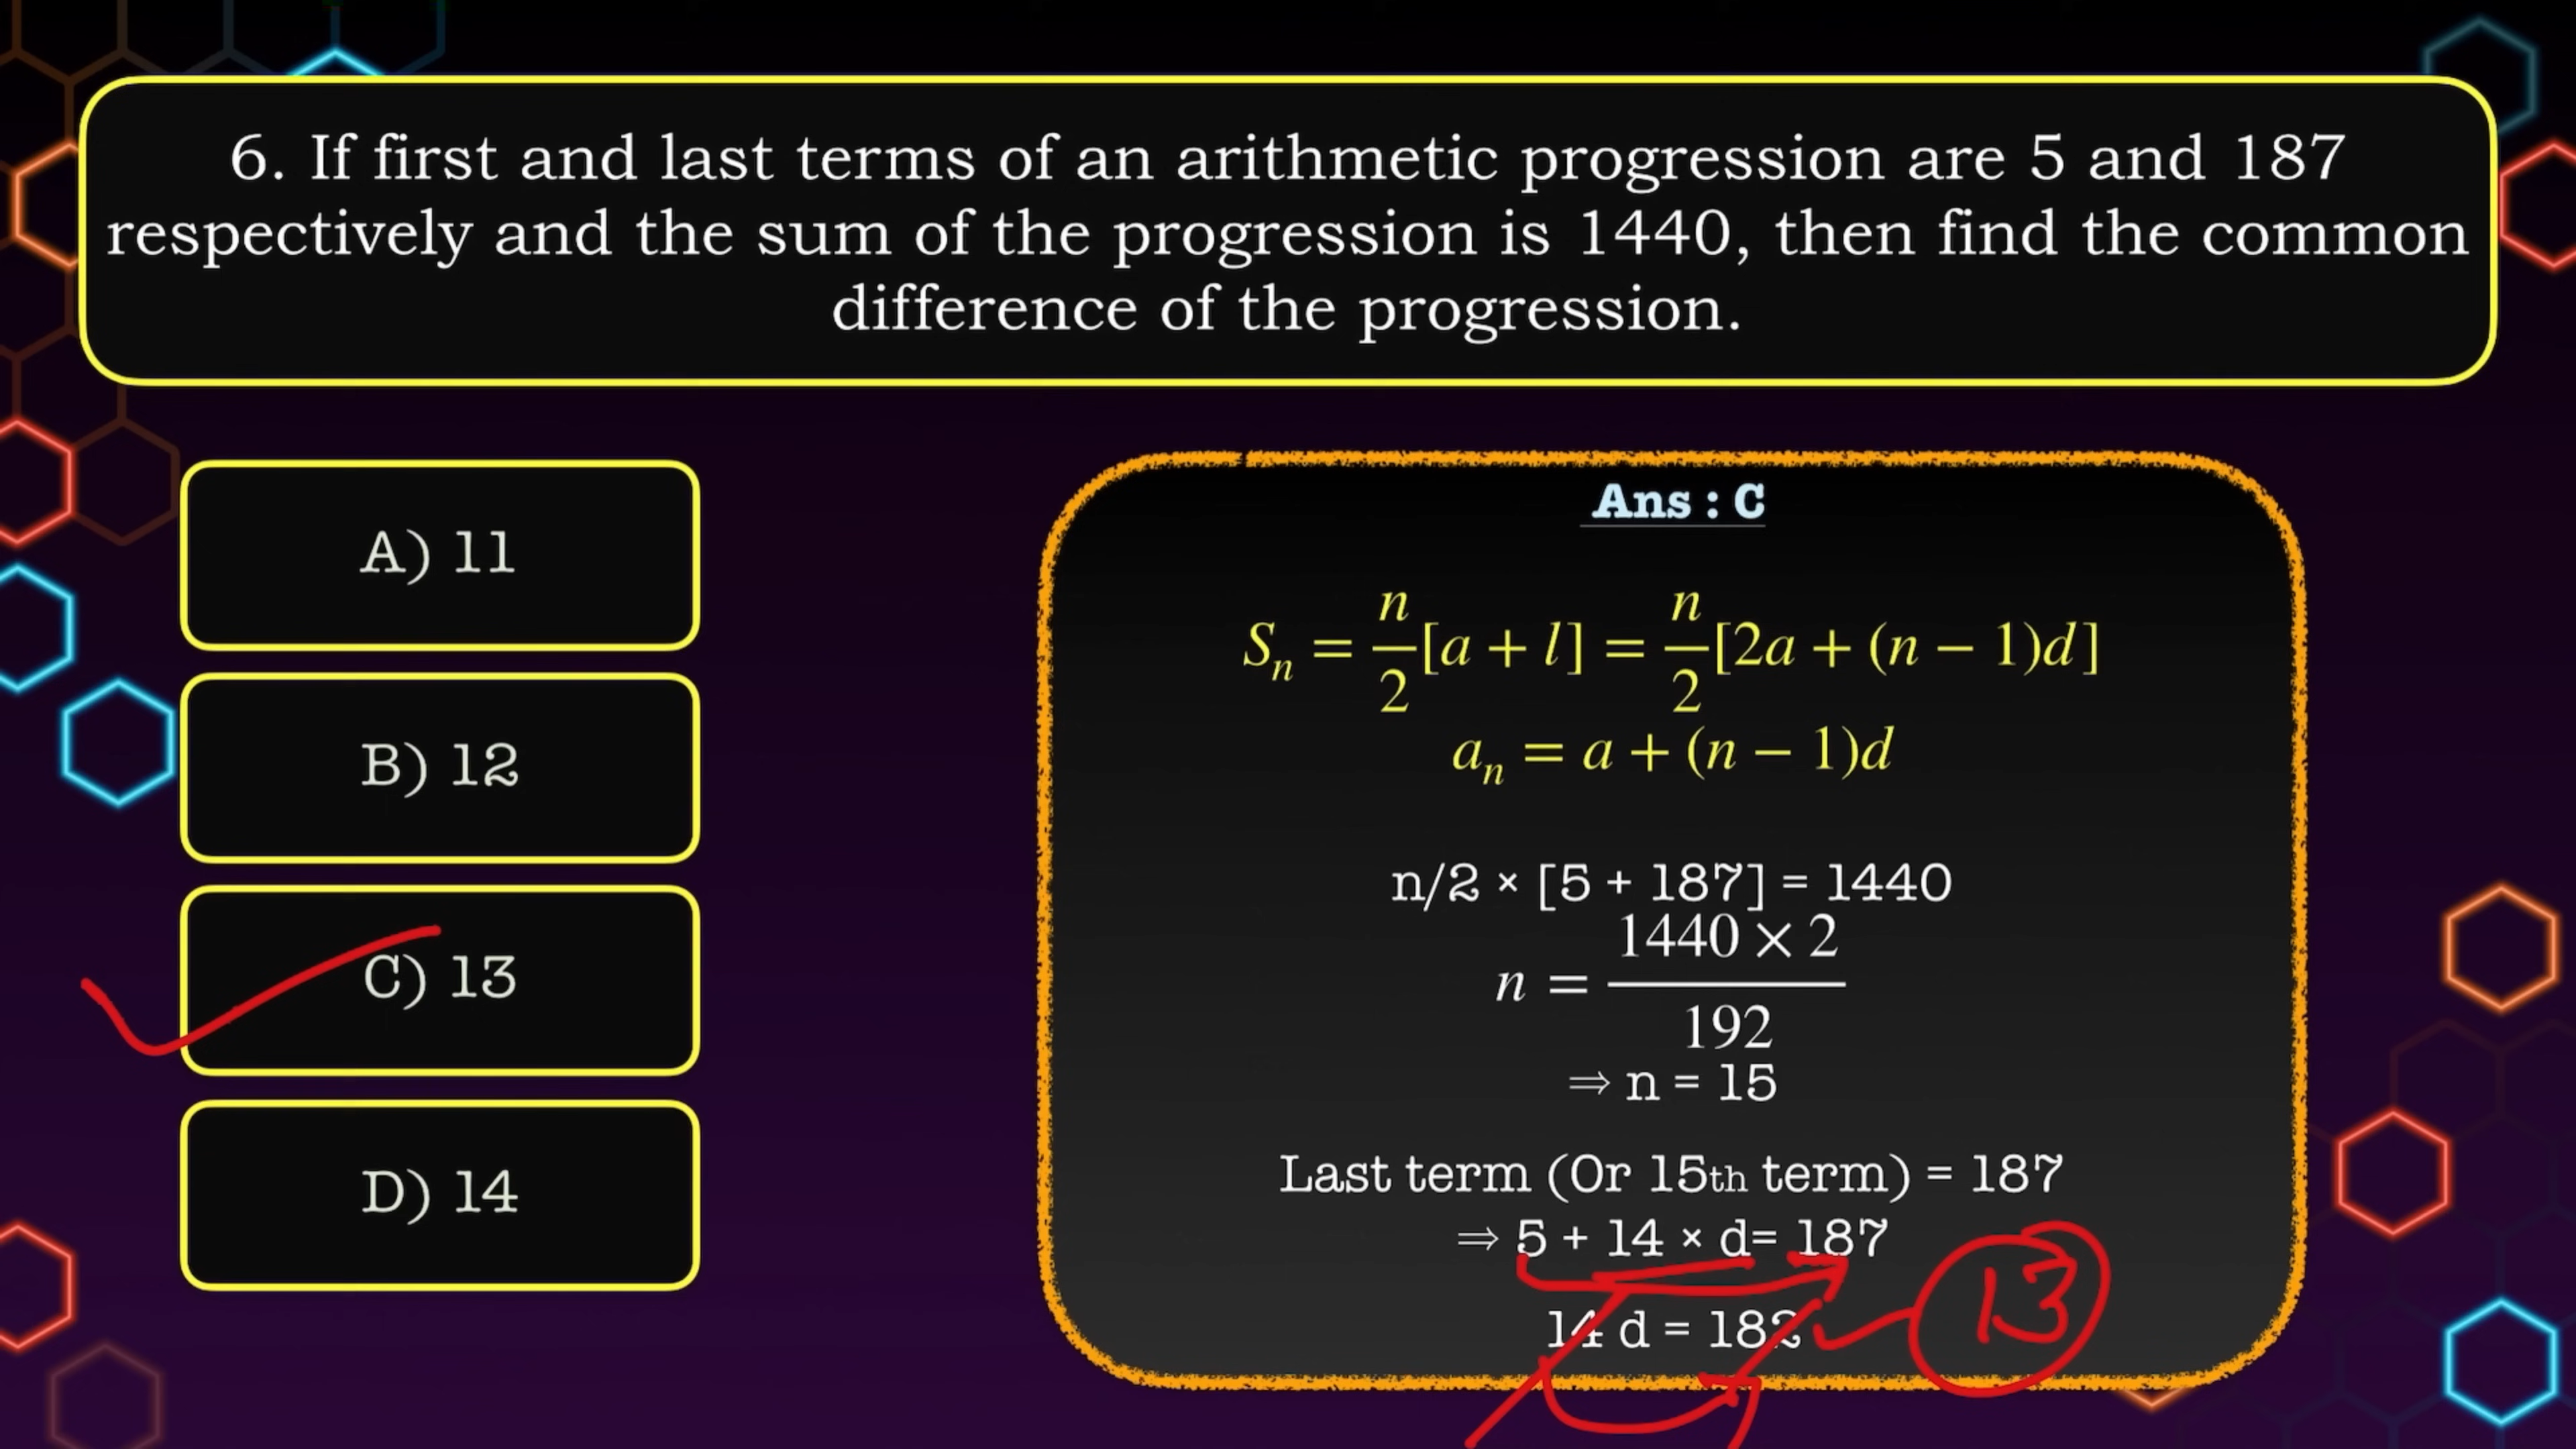 6. If first and last terms of an arithmetic progression are 5 and 187
respectively and the sum of the progression is 1440, then find the common
difference of the progression.
A) 11
B) 12
C) 13
D) 14
Ans : C
Sₙ = n/2[a + l] = n/2[2a + (n − 1)d]
aₙ = a + (n − 1)d
n/2 × [5 + 187] = 1440
n = 1440 × 2 / 192
⇒ n = 15
Last term (Or 15th term) = 187
⇒ 5 + 14 × d= 187
14 d = 182
13